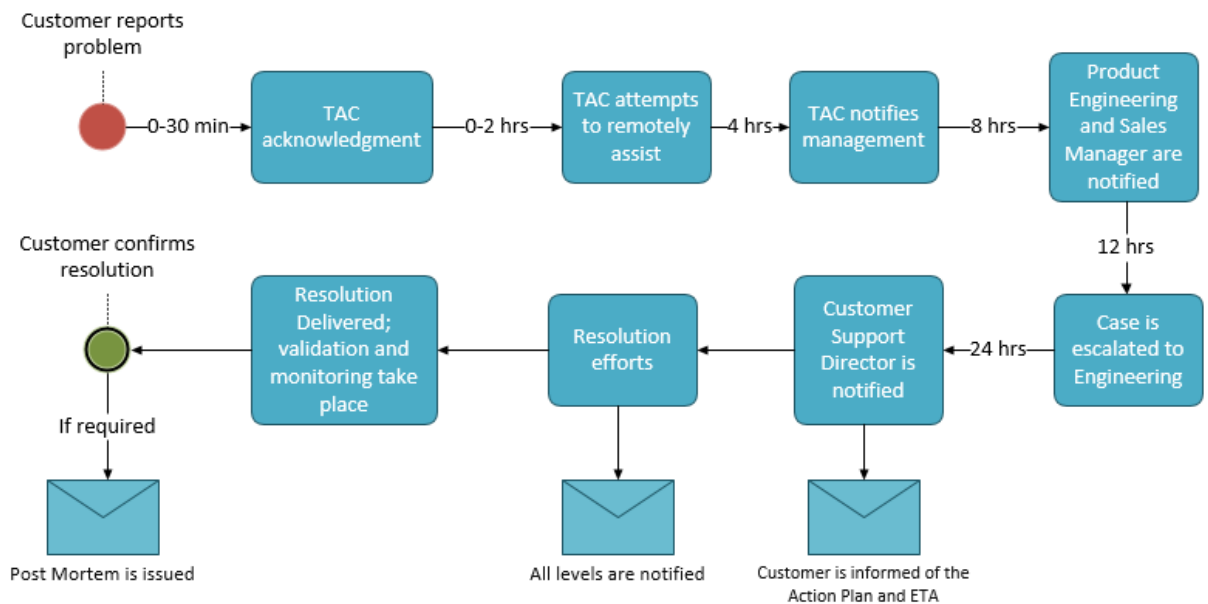 Customer reports
problem
0-30 min
TAC
acknowledgment
0-2 hrs
TAC attempts
to remotely
assist
4 hrs
TAC notifies
management
8 hrs
Product
Engineering
and Sales
Manager are
notified
12 hrs
Case is
escalated to
Engineering
24 hrs
Customer
Support
Director is
notified
Customer is informed of the
Action Plan and ETA
Resolution
efforts
All levels are notified
Resolution
Delivered;
validation and
monitoring take
place
Customer confirms
resolution
If required
Post Mortem is issued